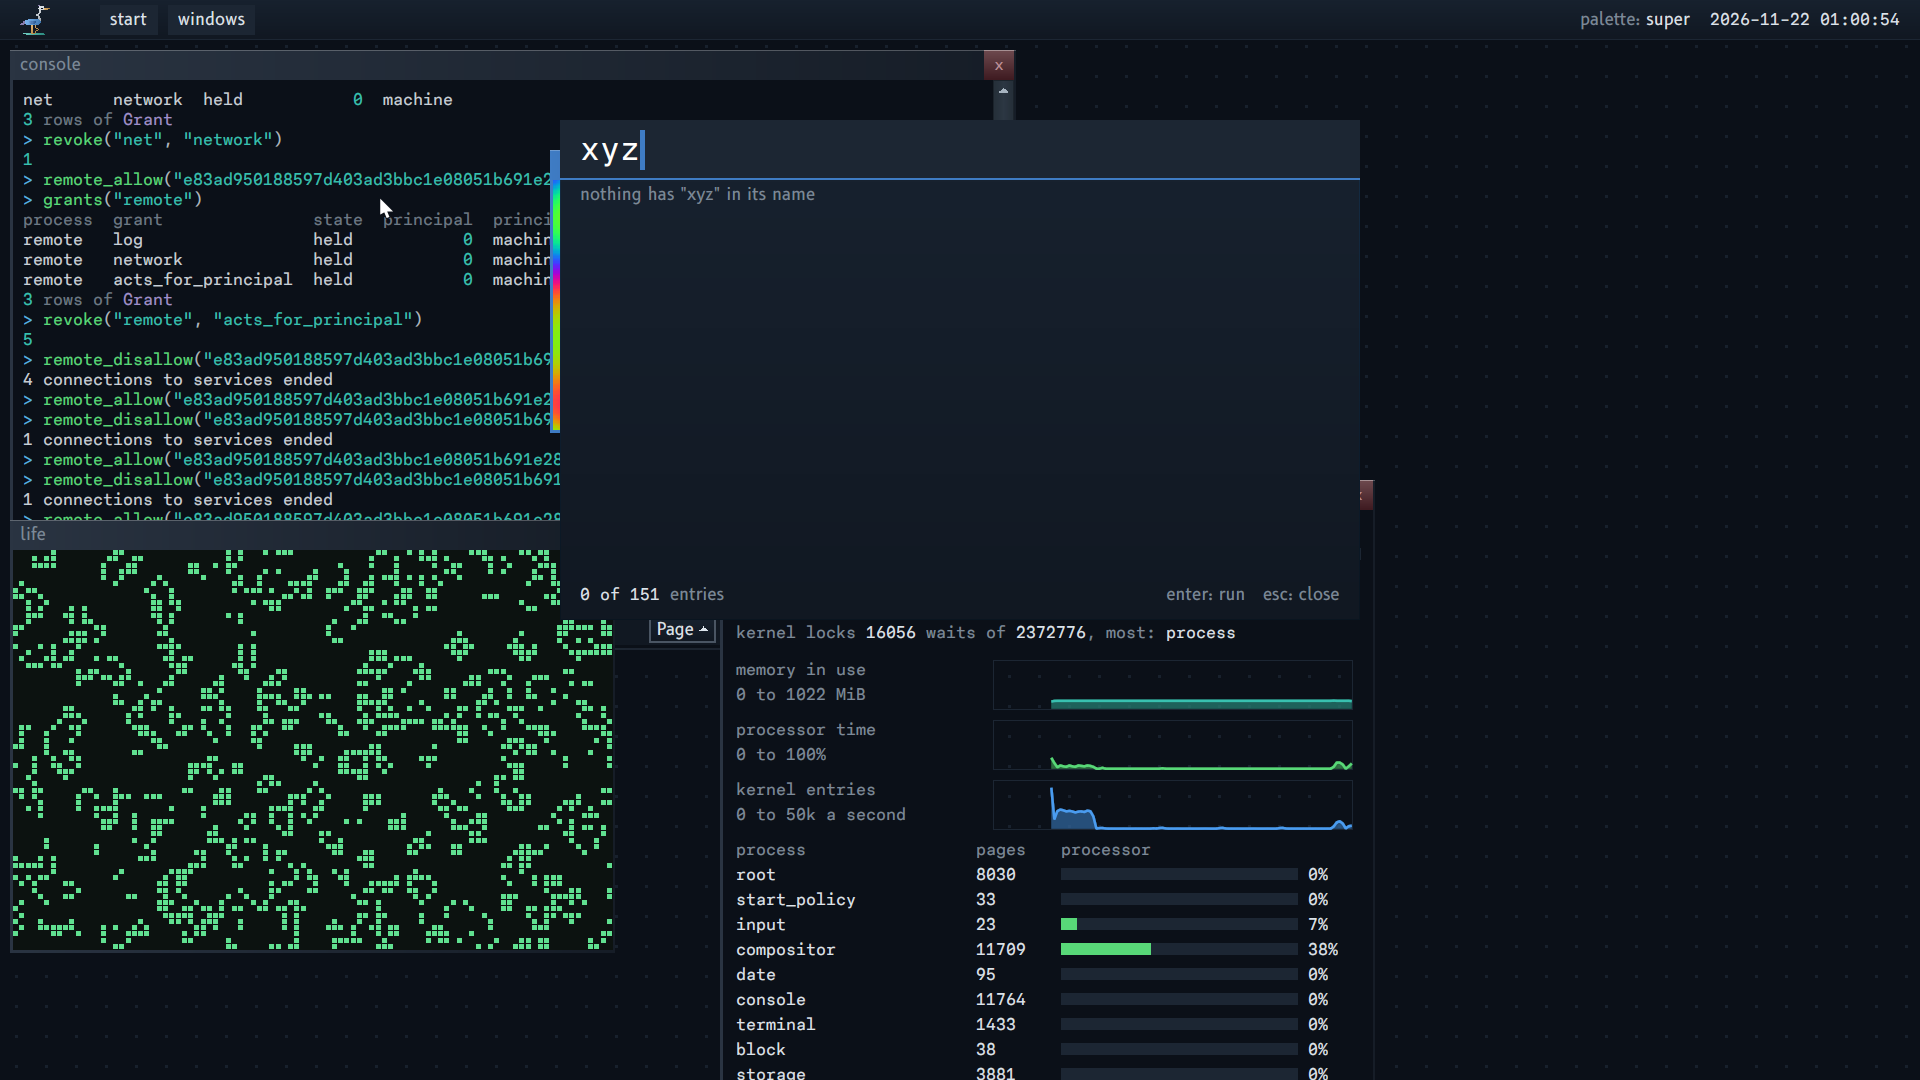 start windows palette: super 2026-11-22 01:00:54
console x
net network held 0 machine
3 rows of Grant
> revoke("net", "network")
1
> remote_allow("e83ad950188597d403ad3bbc1e08051b691e2
> grants("remote")
process grant state principal princi
remote log held 0 machin
remote network held 0 machin
remote acts_for_principal held 0 machin
3 rows of Grant
> revoke("remote", "acts_for_principal")
5
> remote_disallow("e83ad950188597d403ad3bbc1e08051b69
4 connections to services ended
> remote_allow("e83ad950188597d403ad3bbc1e08051b691e2
> remote_disallow("e83ad950188597d403ad3bbc1e08051b69
1 connections to services ended
> remote_allow("e83ad950188597d403ad3bbc1e08051b691e28
> remote_disallow("e83ad950188597d403ad3bbc1e08051b691
1 connections to services ended
> remote_allow("e83ad950188597d403ad3bbc1e08051b691e28
xyz
nothing has "xyz" in its name
0 of 151 entries enter: run esc: close
life
Page
kernel locks 16056 waits of 2372776, most: process
memory in use
0 to 1022 MiB
processor time
0 to 100%
kernel entries
0 to 50k a second
process pages processor
root 8030 0%
start_policy 33 0%
input 23 7%
compositor 11709 38%
date 95 0%
console 11764 0%
terminal 1433 0%
block 38 0%
storage 3881 0%